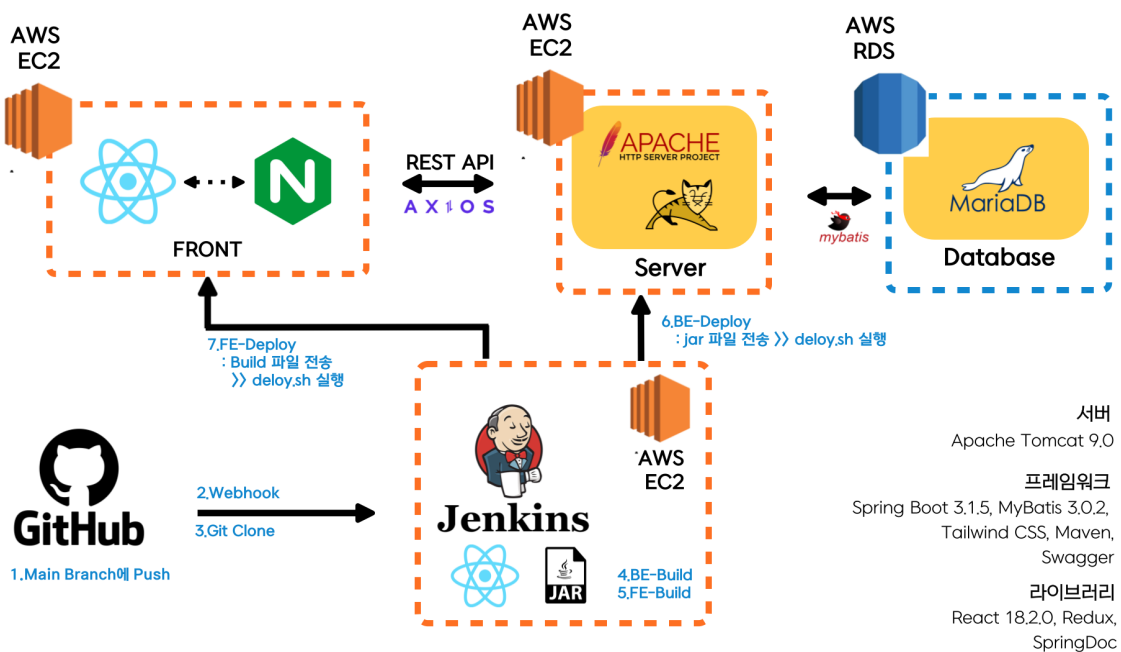 AWS
EC2
AWS
EC2
AWS
RDS
FRONT
REST API
AXIOS
APACHE
HTTP SERVER PROJECT
Server
mybatis
MariaDB
Database
7.FE-Deploy
: Build 파일 전송
>> deloy.sh 실행
6.BE-Deploy
: jar 파일 전송 >> deloy.sh 실행
GitHub
1.Main Branch에 Push
2.Webhook
3.Git Clone
AWS
EC2
Jenkins
JAR
4.BE-Build
5.FE-Build
서버
Apache Tomcat 9.0
프레임워크
Spring Boot 3.1.5, MyBatis 3.0.2,
Tailwind CSS, Maven,
Swagger
라이브러리
React 18.2.0, Redux,
SpringDoc